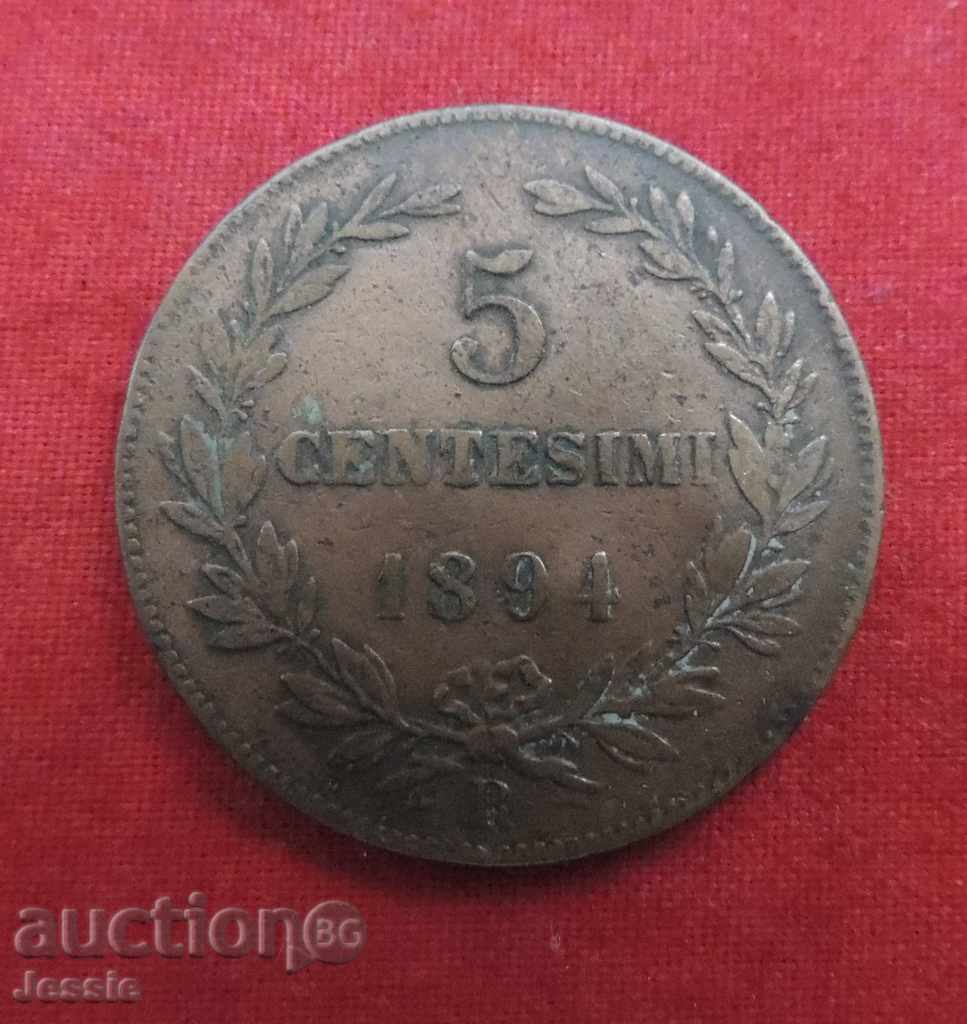 5
CENTESIMI
1894
R
auction BG
Jessie